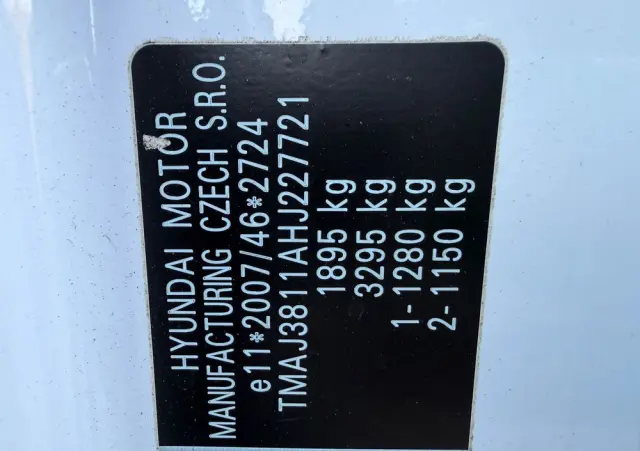 HYUNDAI MOTOR
MANUFACTURING CZECH S.R.O.
e11*2007/46*2724
TMAJ3811AHJ227721
1895 kg
3295 kg
1- 1280 kg
2- 1150 kg